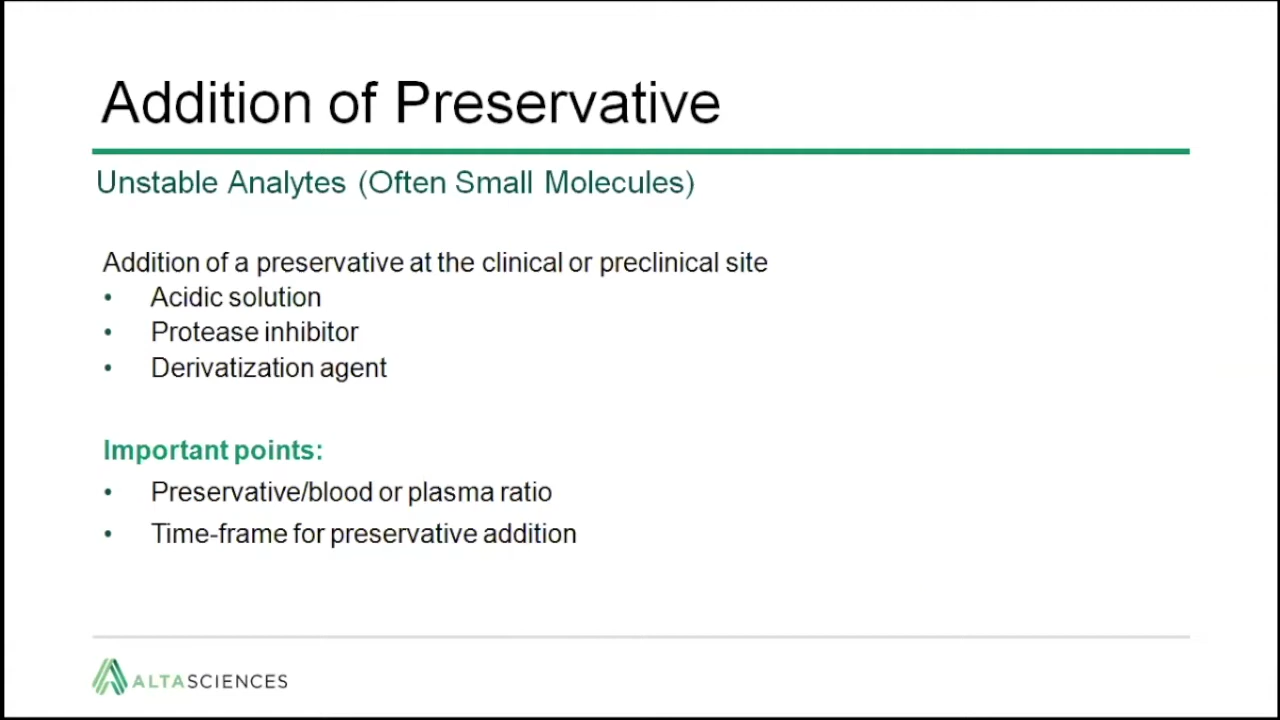 Addition of Preservative
Unstable Analytes (Often Small Molecules)
Addition of a preservative at the clinical or preclinical site
• Acidic solution
• Protease inhibitor
• Derivatization agent
Important points:
• Preservative/blood or plasma ratio
• Time-frame for preservative addition
ALTASCIENCES